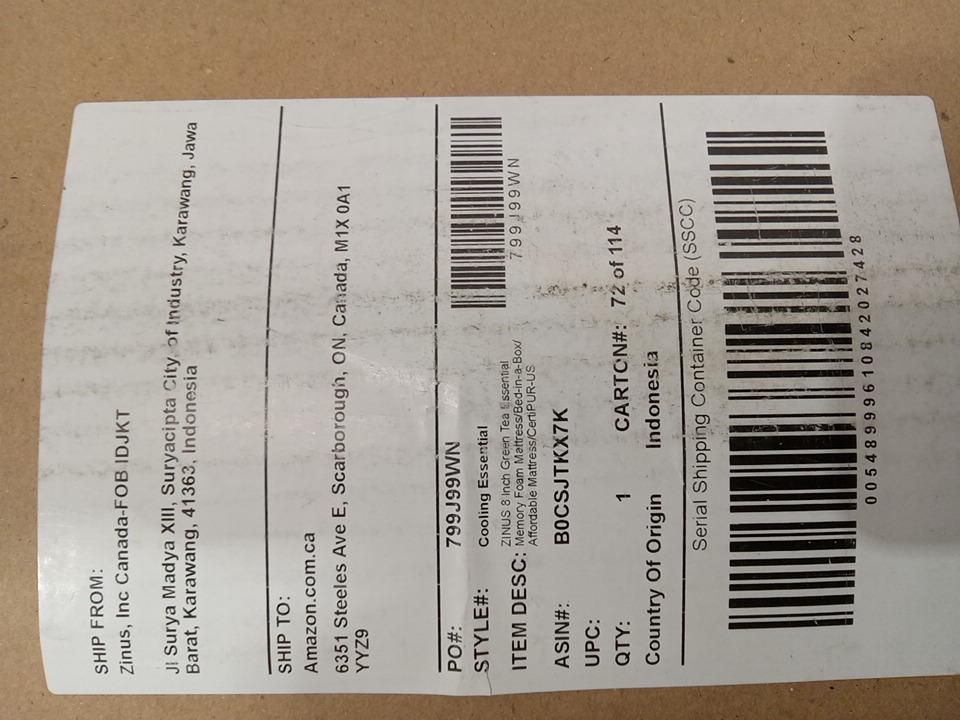 SHIP FROM:
Zinus, Inc Canada-FOB IDJKT
Jl Surya Madya XIII, Suryacipta City of Industry, Karawang, Jawa
Barat, Karawang, 41363, Indonesia
SHIP TO:
Amazon.com.ca
6351 Steeles Ave E, Scarborough, ON, Canada, M1X 0A1
YYZ9
PO#: 799J99WN
799J99WN
STYLE#: Cooling Essential
ITEM DESC: ZINUS 8 Inch Green Tea Essential
Memory Foam Mattress/Bed-in-a-Box/
Affordable Mattress/CertiPUR-US
ASIN#: B0CSJTKX7K
UPC:
QTY: 1 CARTON#: 72 of 114
Country Of Origin Indonesia
Serial Shipping Container Code (SSCC)
00548999610842027428